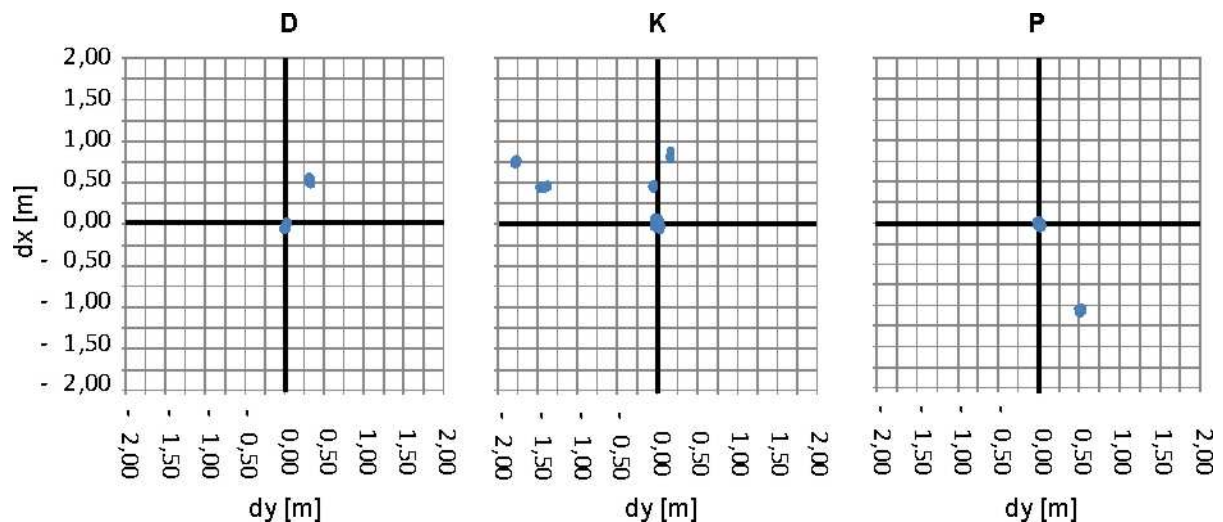 D K P
2,00
1,50
1,00
0,50
0,00
- 0,50
- 1,00
- 1,50
- 2,00
dx [m]
- 2,00 - 1,50 - 1,00 - 0,50 0,00 0,50 1,00 1,50 2,00
- 2,00 - 1,50 - 1,00 - 0,50 0,00 0,50 1,00 1,50 2,00
- 2,00 - 1,50 - 1,00 - 0,50 0,00 0,50 1,00 1,50 2,00
dy [m] dy [m] dy [m]